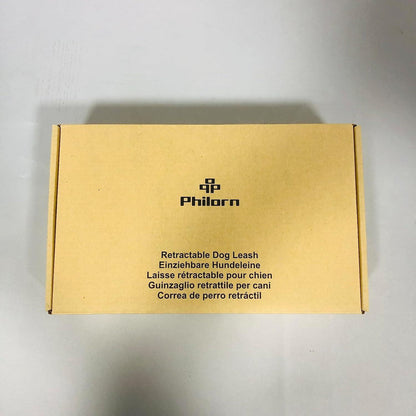 Philorn
Retractable Dog Leash
Einziehbare Hundeleine
Laisse rétractable pour chien
Guinzaglio retrattile per cani
Correa de perro retráctil